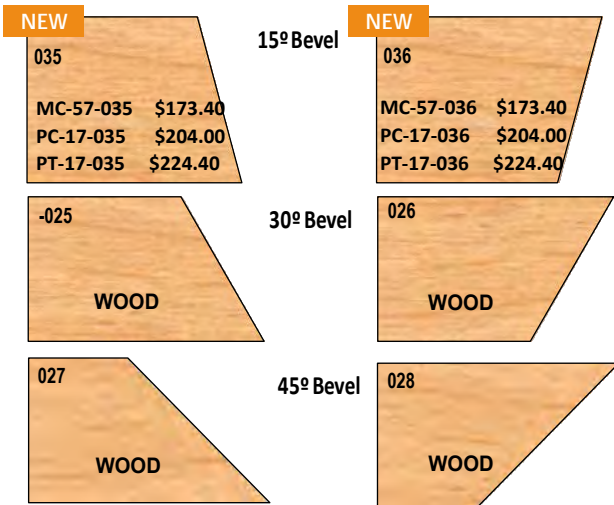 NEW
035
MC-57-035 $173.40
PC-17-035 $204.00
PT-17-035 $224.40
15º Bevel
NEW
036
MC-57-036 $173.40
PC-17-036 $204.00
PT-17-036 $224.40
-025
WOOD
30º Bevel
026
WOOD
027
WOOD
45º Bevel
028
WOOD